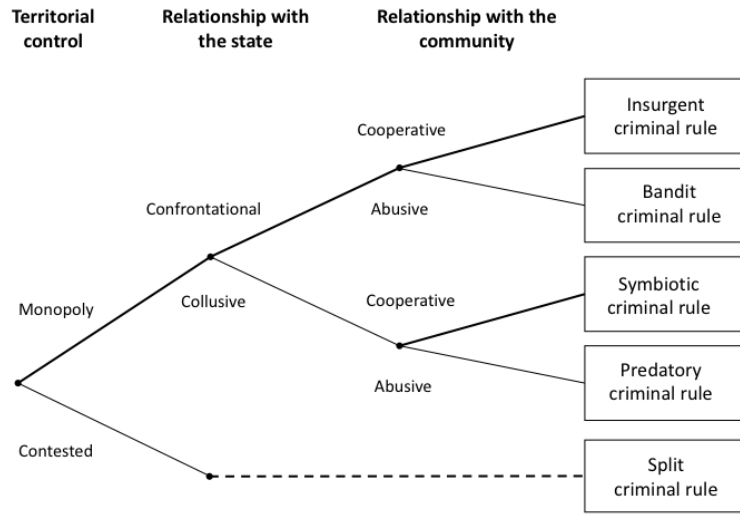 Territorial
control
Relationship with
the state
Relationship with the
community
Insurgent
criminal rule
Cooperative
Bandit
criminal rule
Confrontational
Abusive
Symbiotic
criminal rule
Monopoly
Collusive
Cooperative
Predatory
criminal rule
Abusive
Contested
Split
criminal rule